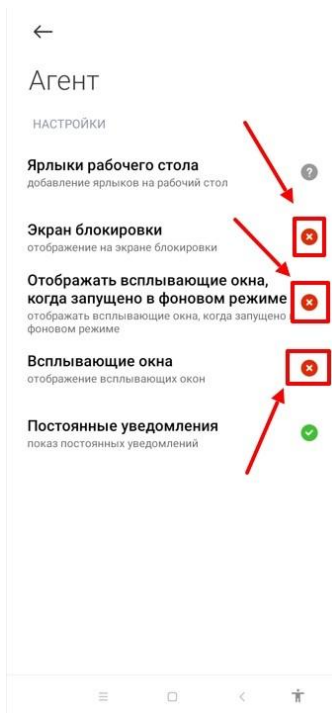 Агент
НАСТРОЙКИ
Ярлыки рабочего стола
добавление ярлыков на рабочий стол
Экран блокировки
отображение на экране блокировки
Отображать всплывающие окна,
когда запущено в фоновом режиме
отображать всплывающие окна, когда запущено
фоновом режиме
Всплывающие окна
отображение всплывающих окон
Постоянные уведомления
показ постоянных уведомлений